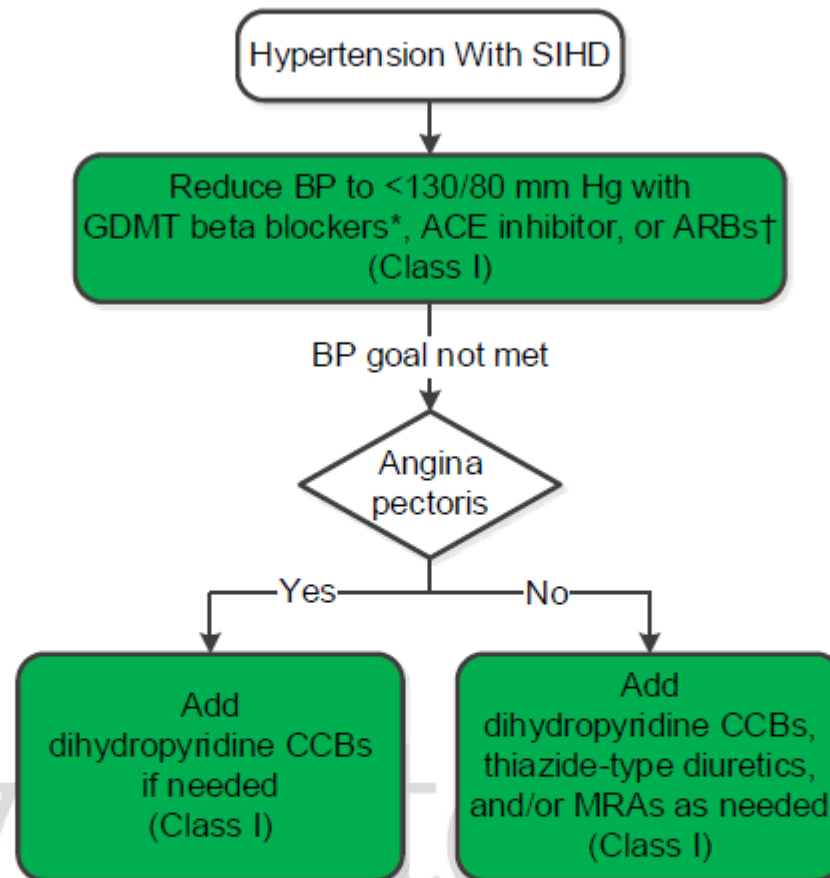 Hypertension With SIHD
Reduce BP to <130/80 mm Hg with
GDMT beta blockers*, ACE inhibitor, or ARBs†
(Class I)
BP goal not met
Angina
pectoris
Yes
No
Add
dihydropyridine CCBs
if needed
(Class I)
Add
dihydropyridine CCBs,
thiazide-type diuretics,
and/or MRAs as needed
(Class I)